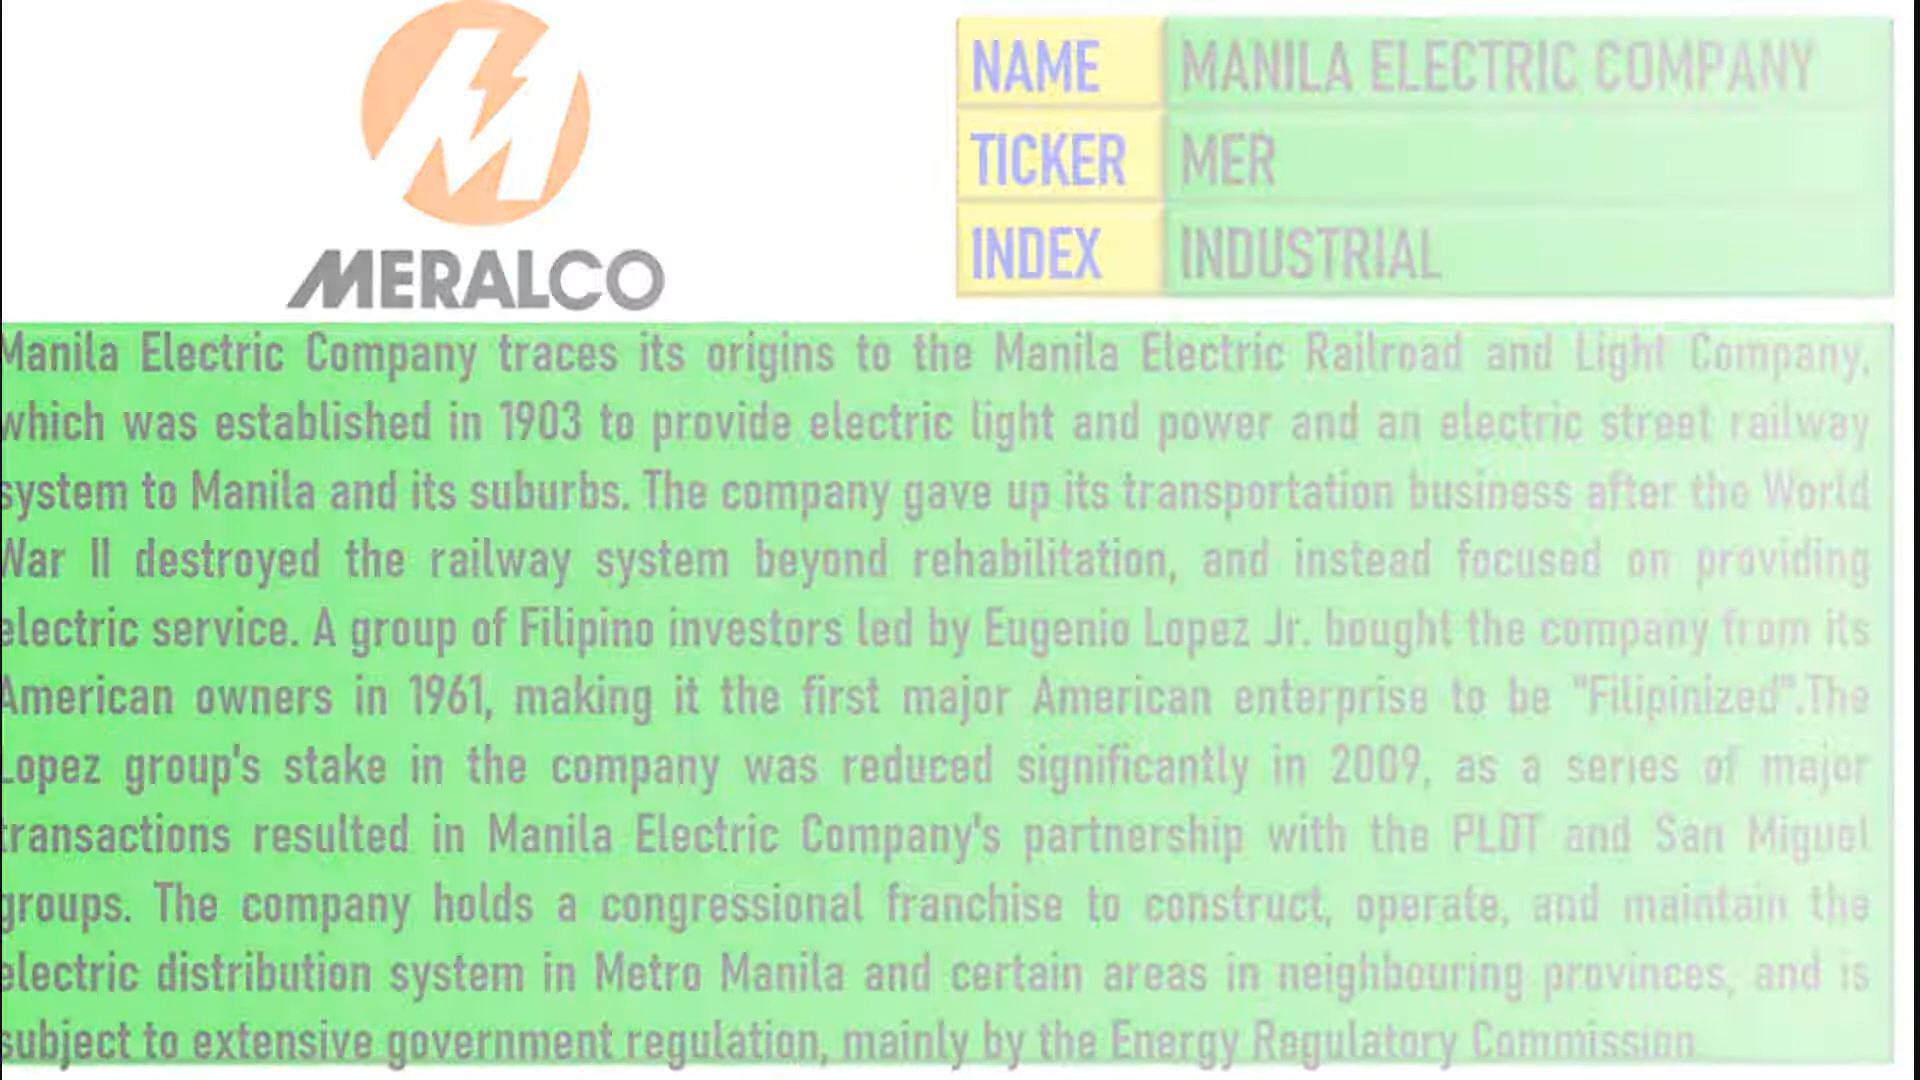 MERALCO
NAME MANILA ELECTRIC COMPANY
TICKER MER
INDEX INDUSTRIAL
Manila Electric Company traces its origins to the Manila Electric Railroad and Light Company,
which was established in 1903 to provide electric light and power and an electric street railway
system to Manila and its suburbs. The company gave up its transportation business after the World
War II destroyed the railway system beyond rehabilitation, and instead focused on providing
electric service. A group of Filipino investors led by Eugenio Lopez Jr. bought the company from its
American owners in 1961, making it the first major American enterprise to be "Filipinized".The
Lopez group's stake in the company was reduced significantly in 2009, as a series of major
transactions resulted in Manila Electric Company's partnership with the PLDT and San Miguel
groups. The company holds a congressional franchise to construct, operate, and maintain the
electric distribution system in Metro Manila and certain areas in neighbouring provinces, and is
subject to extensive government regulation, mainly by the Energy Regulatory Commission